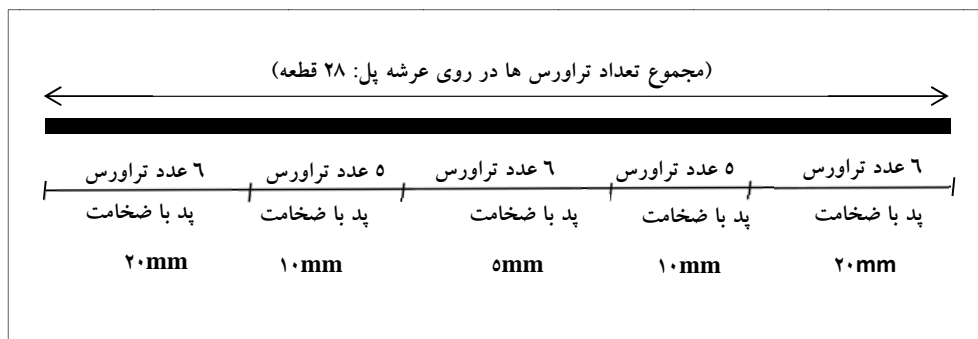 (مجموع تعداد تراورس ها در روی عرشه پل: ۲۸ قطعه)
۶ عدد تراورس ۵ عدد تراورس ۶ عدد تراورس ۵ عدد تراورس ۶ عدد تراورس
پد با ضخامت پد با ضخامت پد با ضخامت پد با ضخامت پد با ضخامت
۲۰mm ۱۰mm ۵mm ۱۰mm ۲۰mm